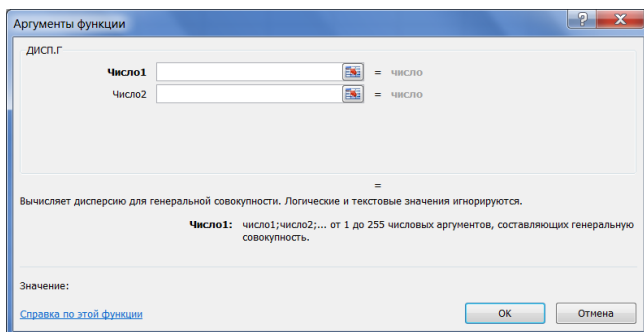 Аргументы функции
ДИСП.Г
Число1 = число
Число2 = число
=
Вычисляет дисперсию для генеральной совокупности. Логические и текстовые значения игнорируются.
Число1: число1;число2;... от 1 до 255 числовых аргументов, составляющих генеральную
совокупность.
Значение:
Справка по этой функции
ОК
Отмена